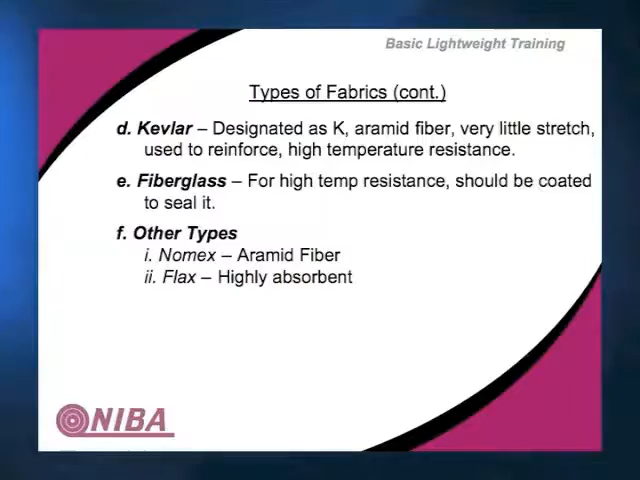 Basic Lightweight Training
Types of Fabrics (cont.)
d. Kevlar – Designated as K, aramid fiber, very little stretch,
used to reinforce, high temperature resistance.
e. Fiberglass – For high temp resistance, should be coated
to seal it.
f. Other Types
i. Nomex – Aramid Fiber
ii. Flax – Highly absorbent
NIBA